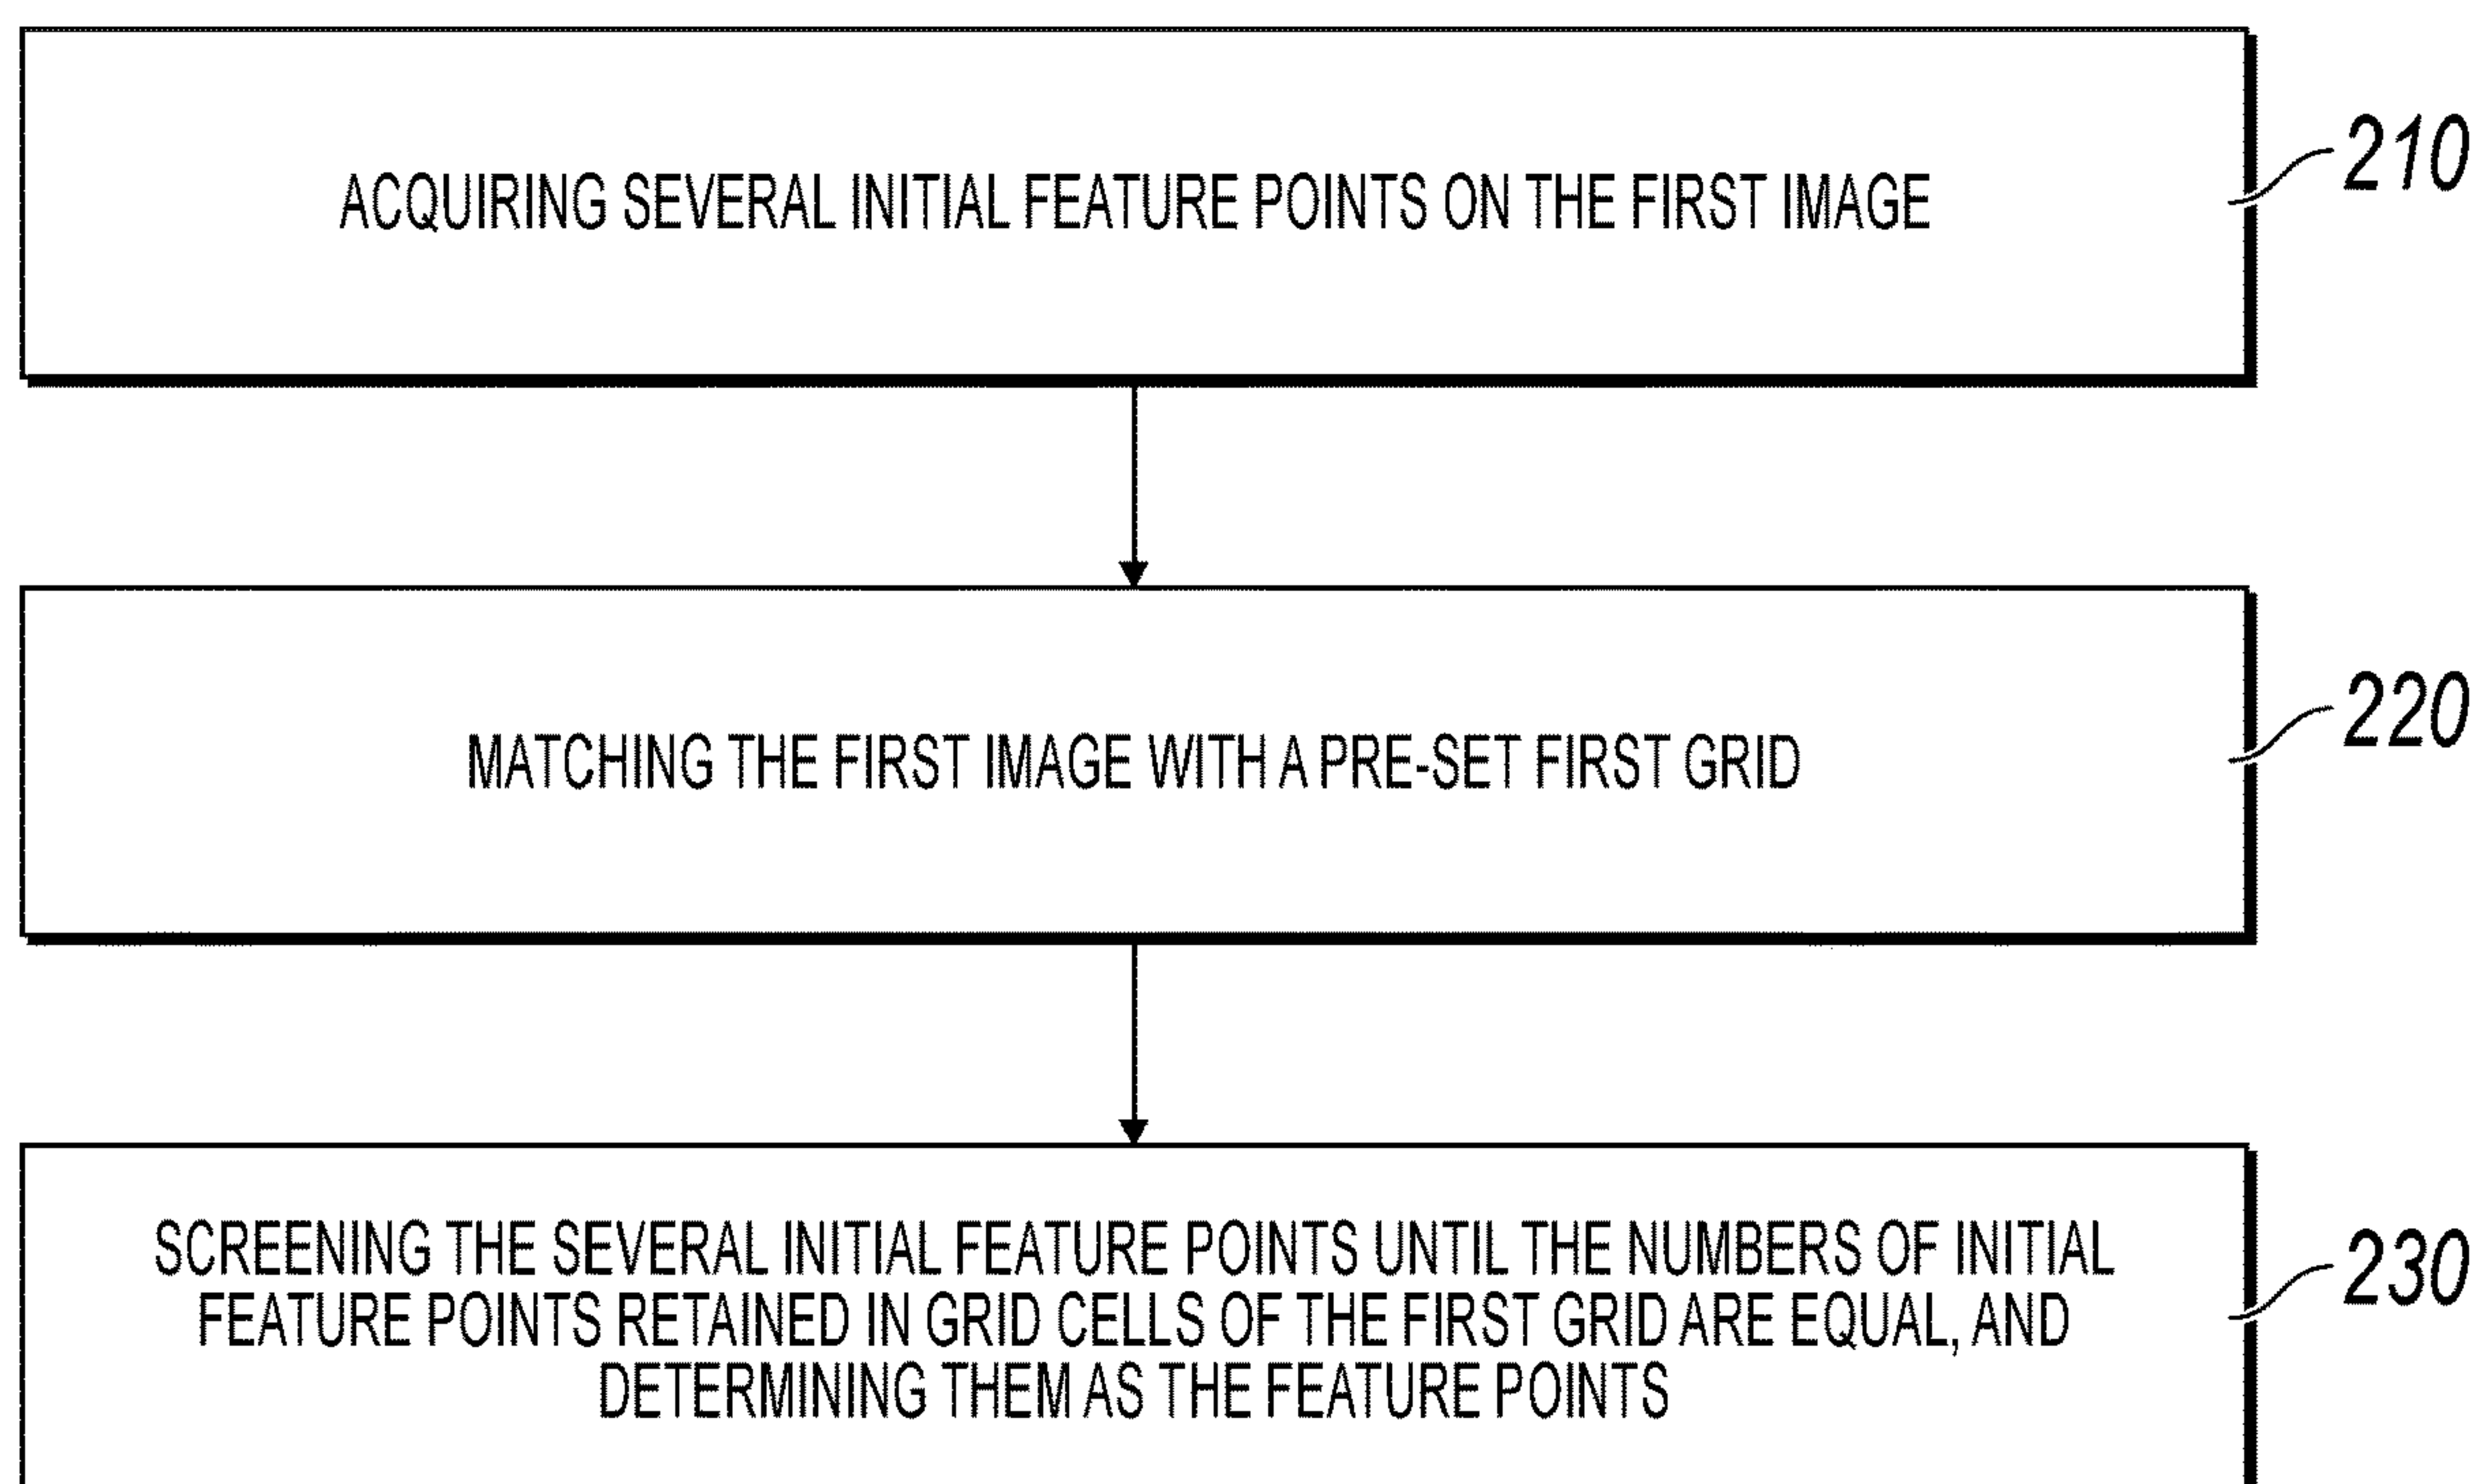 ACQUIRING SEVERAL INITIAL FEATURE POINTS ON THE FIRST IMAGE
210
MATCHING THE FIRST IMAGE WITH A PRE-SET FIRST GRID
220
SCREENING THE SEVERAL INITIAL FEATURE POINTS UNTIL THE NUMBERS OF INITIAL
FEATURE POINTS RETAINED IN GRID CELLS OF THE FIRST GRID ARE EQUAL, AND
DETERMINING THEM AS THE FEATURE POINTS
230